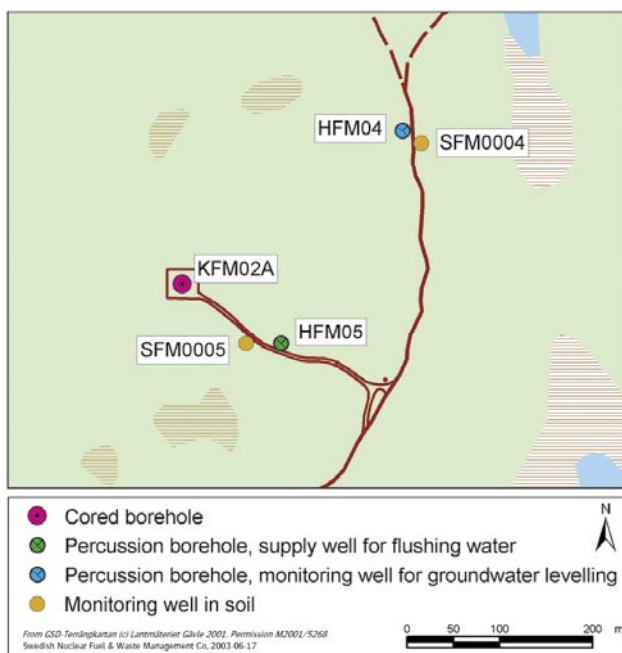 HFM04
SFM0004
KFM02A
HFM05
SFM0005
Cored borehole
N
Percussion borehole, supply well for flushing water
Percussion borehole, monitoring well for groundwater levelling
Monitoring well in soil
From GSD-Terrängkartan (c) Lantmäteriet Gävle 2001, Permission M2001/5268
Swedish Nuclear Fuel & Waste Management Co, 2003-06-17
0 50 100 200 m